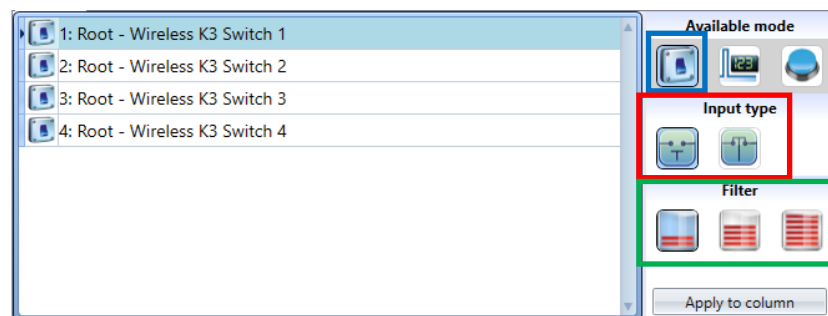 1: Root - Wireless K3 Switch 1
2: Root - Wireless K3 Switch 2
3: Root - Wireless K3 Switch 3
4: Root - Wireless K3 Switch 4
Available mode
123
Input type
Filter
Apply to column